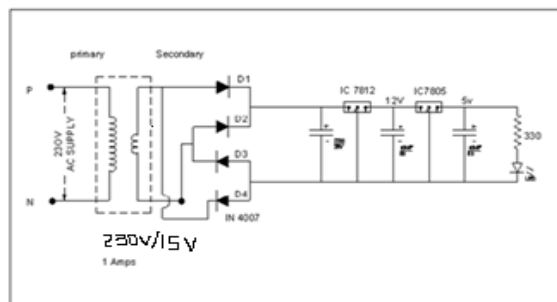 primary Secondary
D1
P
IC 7812 12V IC7805 5v
D2
230V
AC SUPPLY
330
D3
D4
N
IN 4007
230V/15V
1 Amps